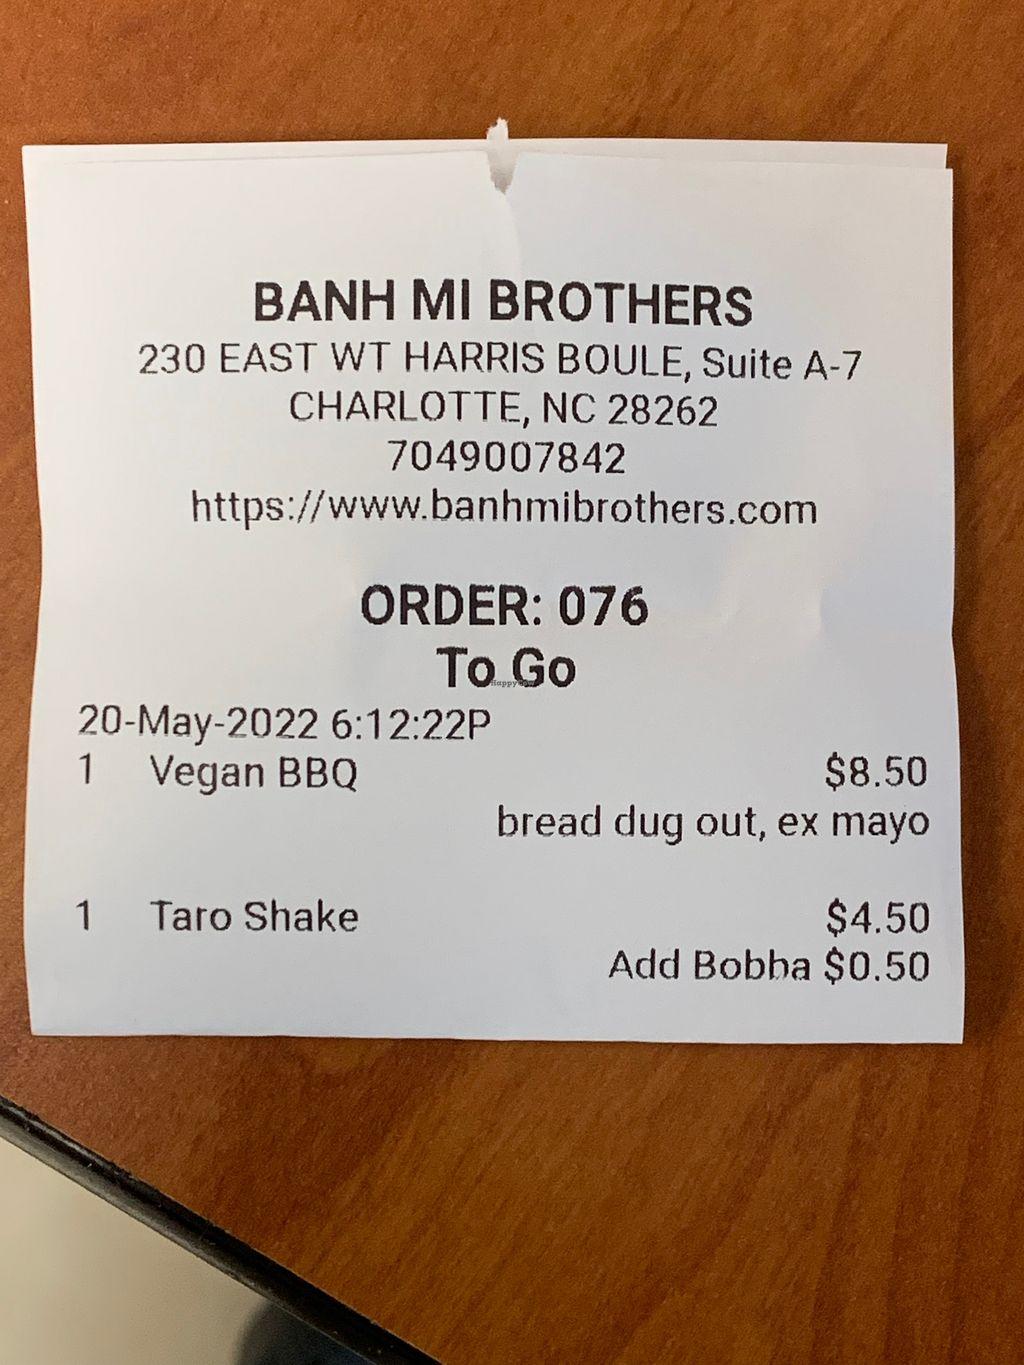 BANH MI BROTHERS
230 EAST WT HARRIS BOULE, Suite A-7
CHARLOTTE, NC 28262
7049007842
https://www.banhmibrothers.com
ORDER: 076
To Go
HappyCow
20-May-2022 6:12:22P
1 Vegan BBQ $8.50
bread dug out, ex mayo
1 Taro Shake $4.50
Add Bobha $0.50